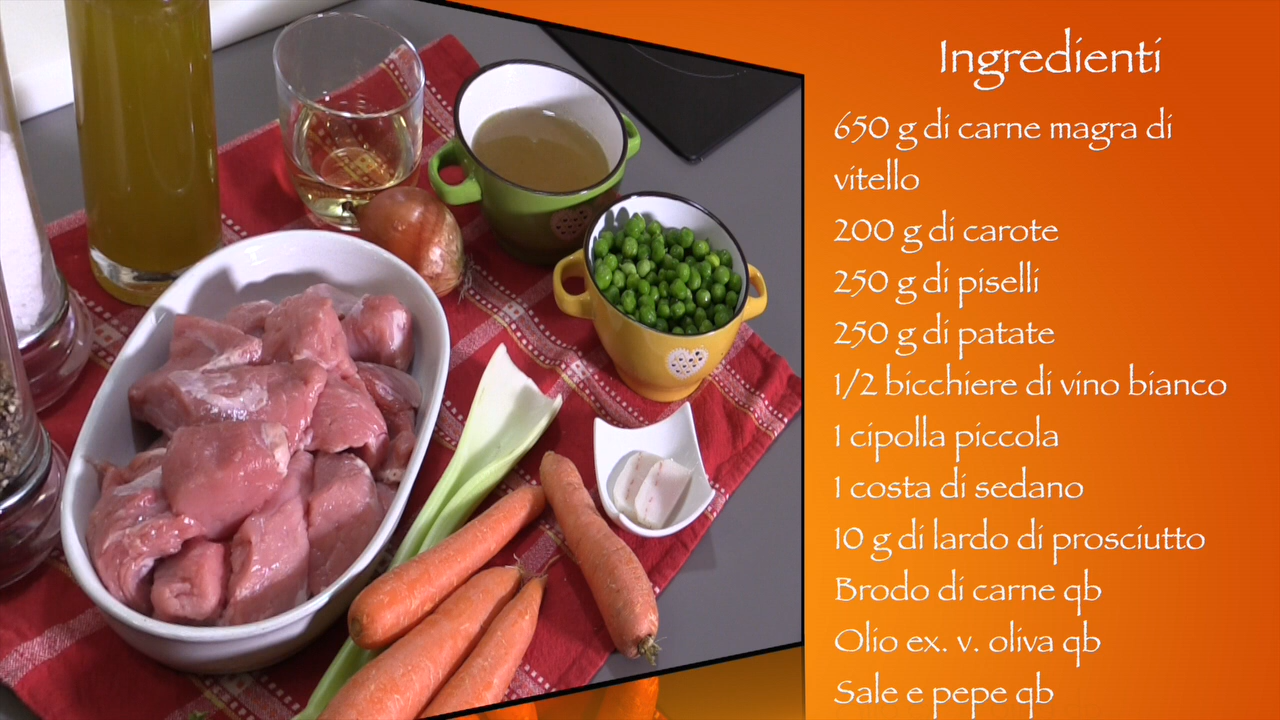 Ingredienti
650 g di carne magra di
vitello
200 g di carote
250 g di piselli
250 g di patate
1/2 bicchiere di vino bianco
1 cipolla piccola
1 costa di sedano
10 g di lardo di prosciutto
Brodo di carne qb
Olio ex. v. oliva qb
Sale e pepe qb